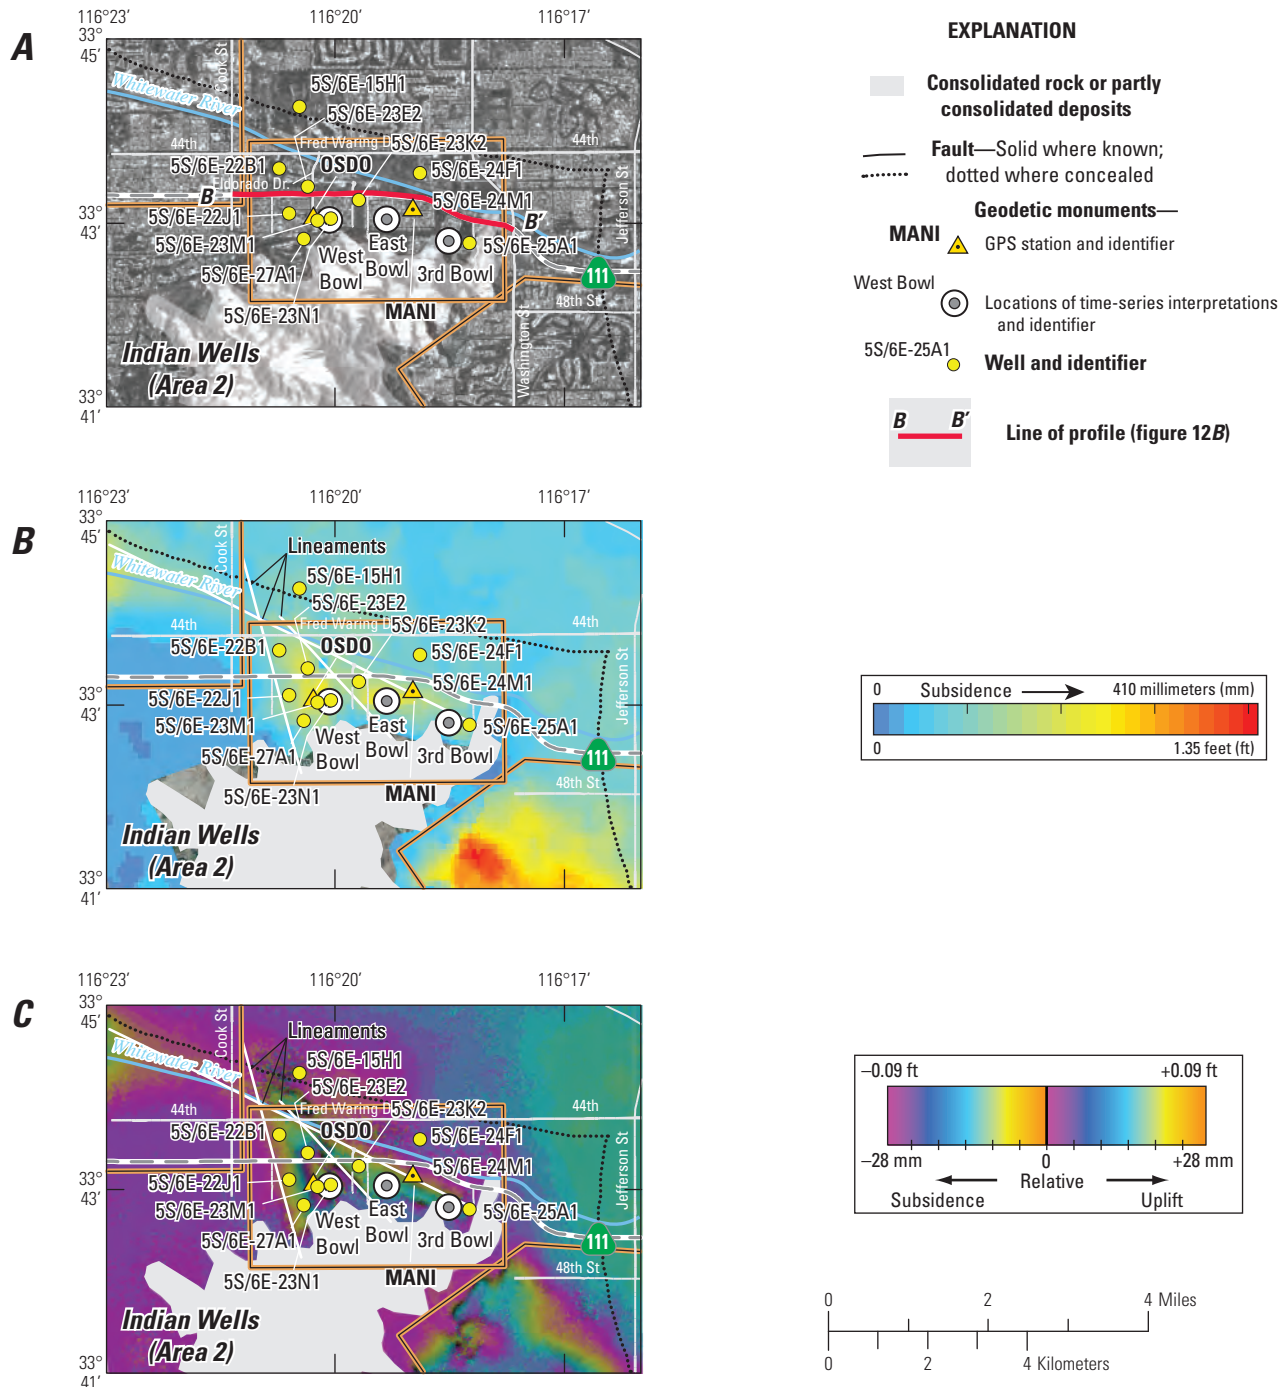 A
116°23′
116°20′
116°17′
33°
45′
33°
43′
33°
41′
Cook St
Whitewater River
5S/6E-15H1
5S/6E-23E2
44th
Fred Waring D
5S/6E-23K2
44th
5S/6E-22B1
OSDO
5S/6E-24F1
Eldorado Dr.
B
5S/6E-24M1
5S/6E-22J1
B′
5S/6E-23M1
East
Bowl
West
Bowl
5S/6E-25A1
5S/6E-27A1
3rd Bowl
111
5S/6E-23N1
MANI
48th St
Jefferson St
Washington St
Indian Wells
(Area 2)
EXPLANATION
Consolidated rock or partly
consolidated deposits
Fault—Solid where known;
dotted where concealed
Geodetic monuments—
MANI
GPS station and identifier
West Bowl
Locations of time-series interpretations
and identifier
5S/6E-25A1
Well and identifier
B B′
Line of profile (figure 12B)
B
116°23′
116°20′
116°17′
33°
45′
33°
43′
33°
41′
Cook St
Lineaments
Whitewater River
5S/6E-15H1
5S/6E-23E2
44th
Fred Waring D
5S/6E-23K2
44th
5S/6E-22B1
OSDO
5S/6E-24F1
5S/6E-24M1
5S/6E-22J1
5S/6E-23M1
East
Bowl
West
Bowl
5S/6E-25A1
5S/6E-27A1
3rd Bowl
111
5S/6E-23N1
MANI
48th St
Jefferson St
Indian Wells
(Area 2)
0 Subsidence 410 millimeters (mm)
0 1.35 feet (ft)
C
116°23′
116°20′
116°17′
33°
45′
33°
43′
33°
41′
Cook St
Lineaments
Whitewater River
5S/6E-15H1
5S/6E-23E2
44th
Fred Waring D
5S/6E-23K2
44th
5S/6E-22B1
OSDO
5S/6E-24F1
5S/6E-24M1
5S/6E-22J1
5S/6E-23M1
East
Bowl
West
Bowl
5S/6E-25A1
5S/6E-27A1
3rd Bowl
111
5S/6E-23N1
MANI
48th St
Jefferson St
Indian Wells
(Area 2)
–0.09 ft +0.09 ft
–28 mm 0 +28 mm
Relative
Subsidence Uplift
0 2 4 Miles
0 2 4 Kilometers